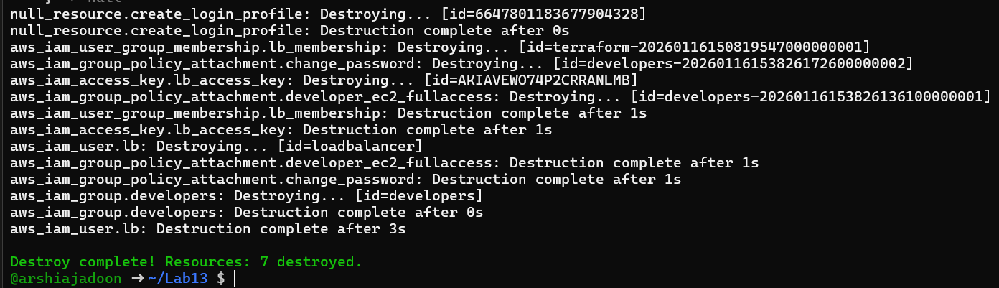 null_resource.create_login_profile: Destroying... [id=6647801183677904328]
null_resource.create_login_profile: Destruction complete after 0s
aws_iam_user_group_membership.lb_membership: Destroying... [id=terraform-20260116150819547000000001]
aws_iam_group_policy_attachment.change_password: Destroying... [id=developers-20260116153826172600000002]
aws_iam_access_key.lb_access_key: Destroying... [id=AKIAVEWO74P2CRRANLMB]
aws_iam_group_policy_attachment.developer_ec2_fullaccess: Destroying... [id=developers-20260116153826136100000001]
aws_iam_user_group_membership.lb_membership: Destruction complete after 1s
aws_iam_access_key.lb_access_key: Destruction complete after 1s
aws_iam_user.lb: Destroying... [id=loadbalancer]
aws_iam_group_policy_attachment.developer_ec2_fullaccess: Destruction complete after 1s
aws_iam_group_policy_attachment.change_password: Destruction complete after 1s
aws_iam_group.developers: Destroying... [id=developers]
aws_iam_group.developers: Destruction complete after 0s
aws_iam_user.lb: Destruction complete after 3s
Destroy complete! Resources: 7 destroyed.
@arshiajadoon ➜ ~/Lab13 $